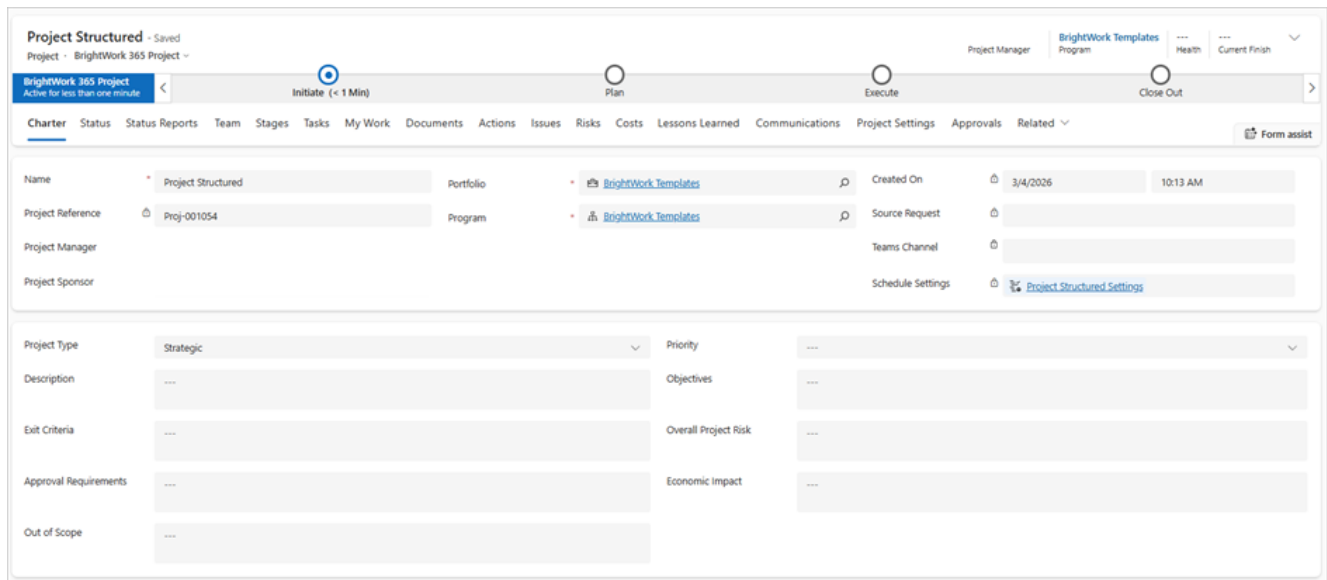 Project Structured - Saved
Project · BrightWork 365 Project
Project Manager
BrightWork Templates
Program
---
Health
---
Current Finish
BrightWork 365 Project
Active for less than one minute
Initiate (< 1 Min)
Plan
Execute
Close Out
Charter Status Status Reports Team Stages Tasks My Work Documents Actions Issues Risks Costs Lessons Learned Communications Project Settings Approvals Related
Form assist
Name * Project Structured
Portfolio * BrightWork Templates
Created On 3/4/2026 10:13 AM
Project Reference Proj-001054
Program * BrightWork Templates
Source Request
Project Manager
Teams Channel
Project Sponsor
Schedule Settings Project Structured Settings
Project Type Strategic
Priority ---
Description ---
Objectives ---
Exit Criteria ---
Overall Project Risk ---
Approval Requirements ---
Economic Impact ---
Out of Scope ---